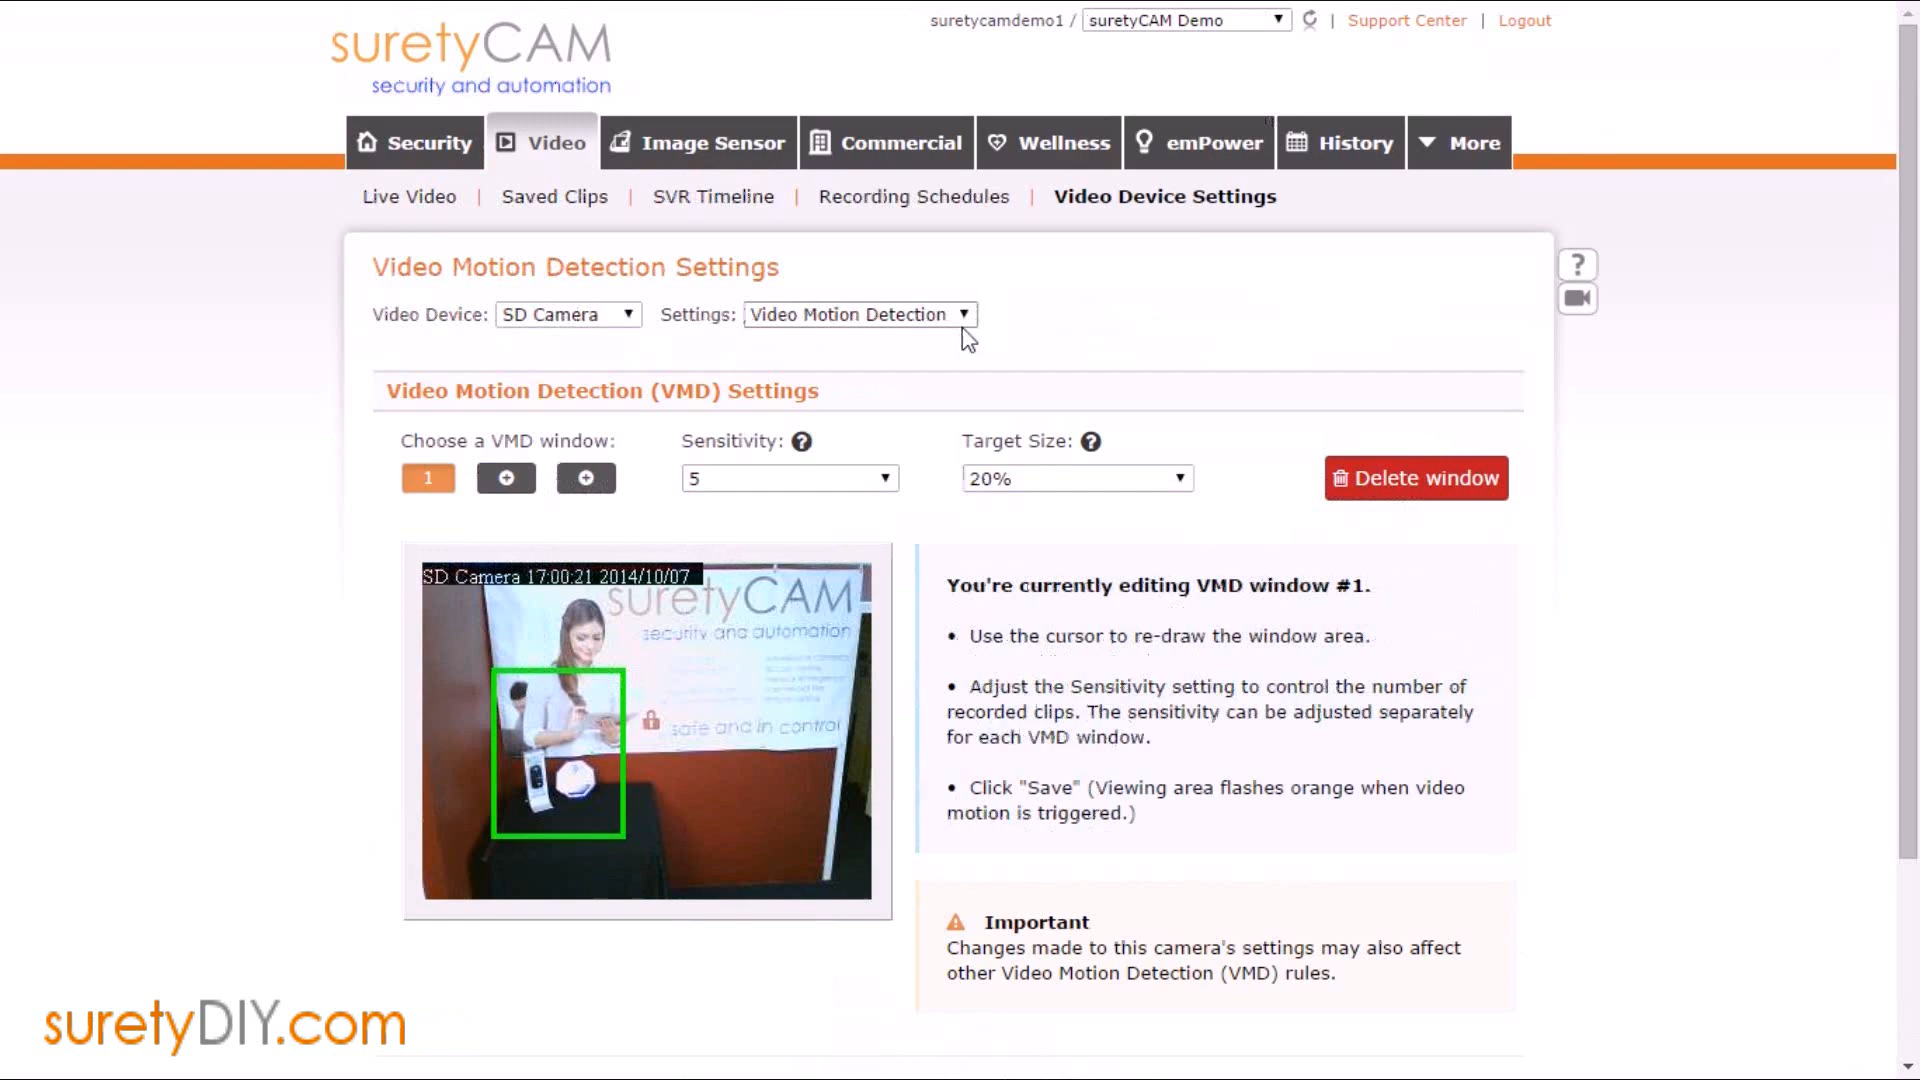 suretyCAM
security and automation
suretycamdemo1 / suretyCAM Demo | Support Center | Logout
Security Video Image Sensor Commercial Wellness emPower History More
Live Video | Saved Clips | SVR Timeline | Recording Schedules | Video Device Settings
Video Motion Detection Settings
Video Device: SD Camera Settings: Video Motion Detection
?
Video Motion Detection (VMD) Settings
Choose a VMD window: Sensitivity: ? Target Size: ?
1 5 20% Delete window
SD Camera 17:00:21 2014/10/07
suretyCAM
security and automation
safe and in control
You're currently editing VMD window #1.
• Use the cursor to re-draw the window area.
• Adjust the Sensitivity setting to control the number of
recorded clips. The sensitivity can be adjusted separately
for each VMD window.
• Click "Save" (Viewing area flashes orange when video
motion is triggered.)
Important
Changes made to this camera's settings may also affect
other Video Motion Detection (VMD) rules.
suretyDIY.com